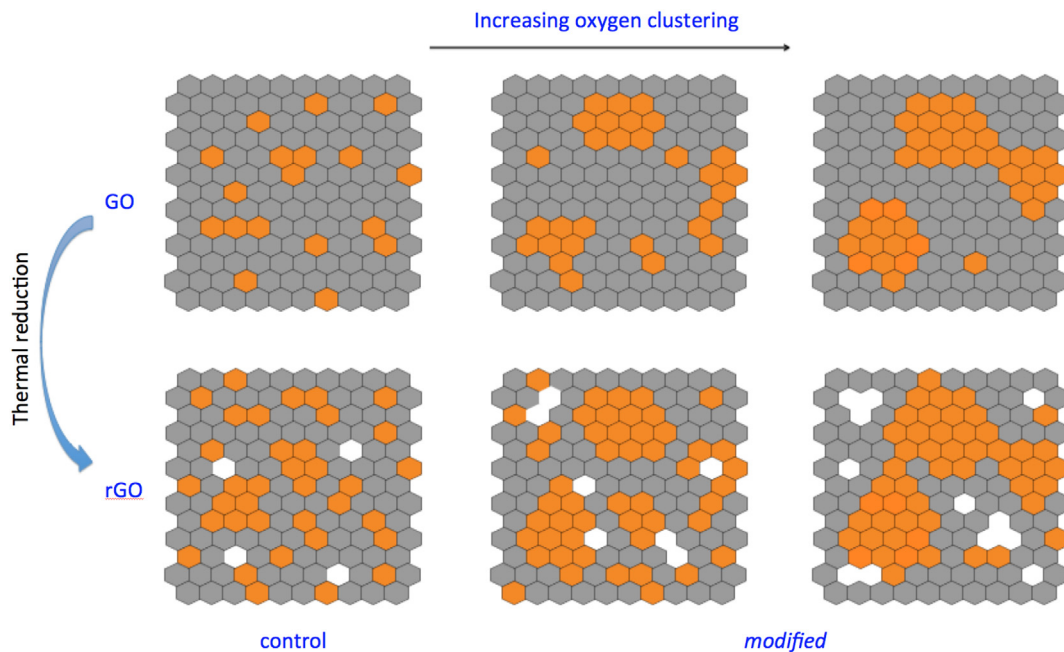 Increasing oxygen clustering
GO
Thermal reduction
rGO
control
modified